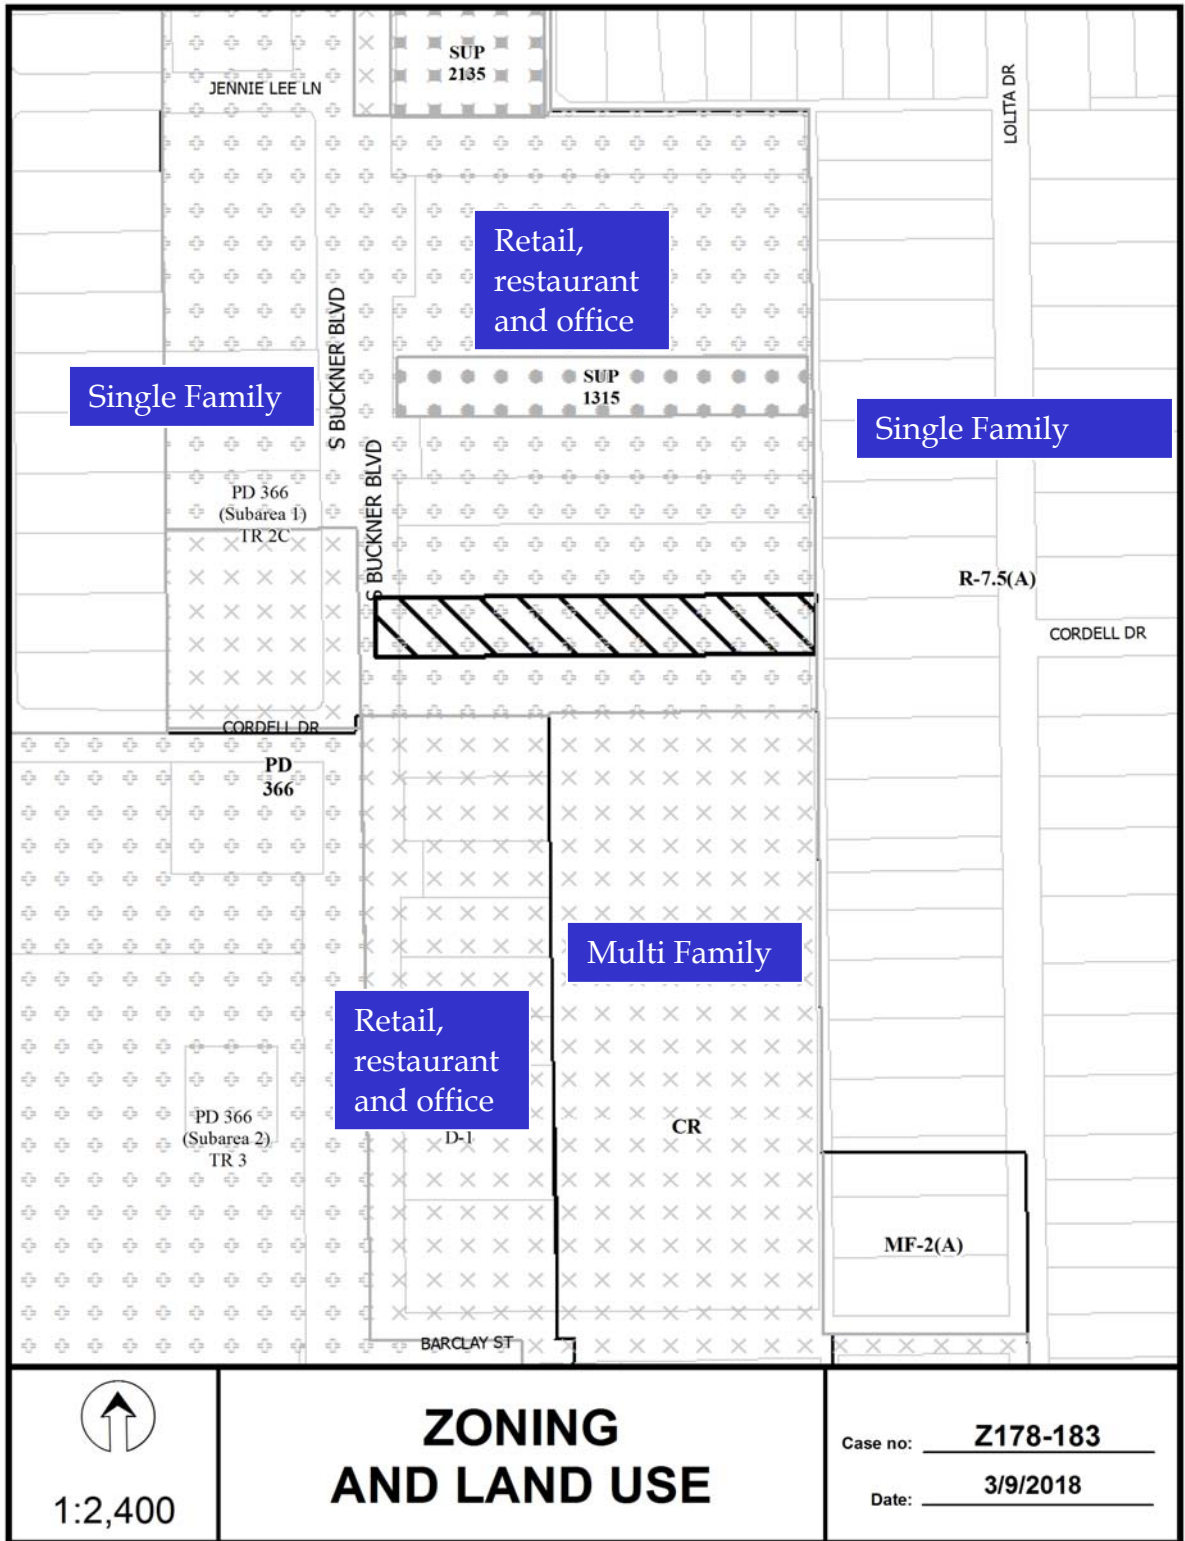 SUP
2135
JENNIE LEE LN
LOLITA DR
Retail,
restaurant
and office
S BUCKNER BLVD
SUP
1315
Single Family
Single Family
S BUCKNER BLVD
PD 366
(Subarea 1)
TR 2C
R-7.5(A)
CORDELL DR
CORDELL DR
PD
366
Multi Family
Retail,
restaurant
and office
D-1
CR
PD 366
(Subarea 2)
TR 3
MF-2(A)
BARCLAY ST
1:2,400
ZONING
AND LAND USE
Case no: Z178-183
Date: 3/9/2018